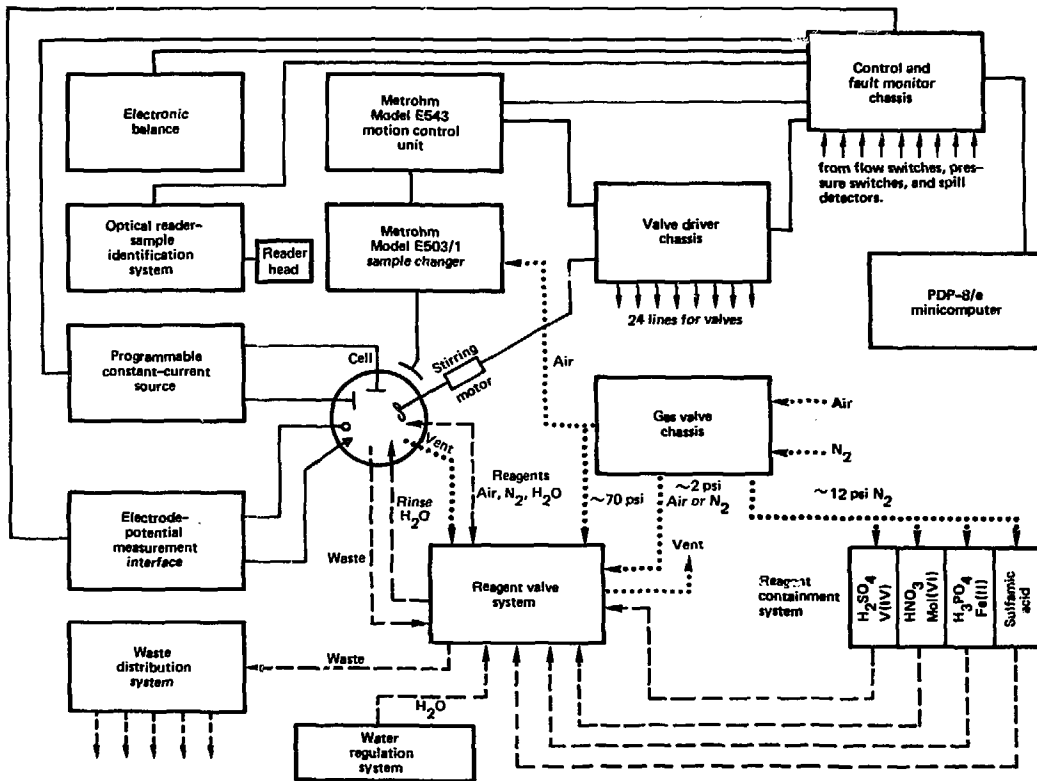 Electronic
balance
Metrohm
Model E543
motion control
unit
Control and
fault monitor
chassis
from flow switches, pres-
sure switches, and spill
detectors.
Optical reader-
sample
identification
system
Reader
head
Metrohm
Model E503/1
sample changer
Valve driver
chassis
24 lines for valves
PDP-8/e
minicomputer
Programmable
constant-current
source
Cell
Stirring
motor
Air
Gas valve
chassis
Air
N2
Vent
Reagents
Air, N2, H2O
Rinse
H2O
~70 psi
~2 psi
Air or N2
~12 psi N2
Electrode-
potential
measurement
interface
Waste
Reagent valve
system
Vent
Reagent
containment
system
H2SO4
V(IV)
HNO3
Mol(VI)
H3PO4
Fe(II)
Sulfamic
acid
Waste
distribution
system
Waste
H2O
Water
regulation
system